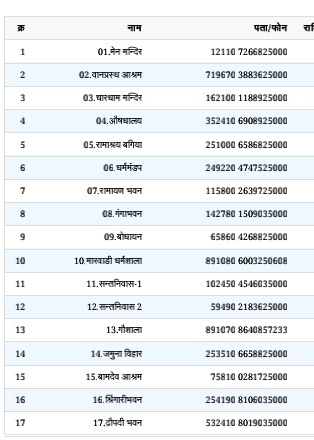 क्र नाम पता/फोन
1 01.मेन मन्दिर 12110 7266825000
2 02.वानप्रस्थ आश्रम 719670 3883625000
3 03.चारधाम मन्दिर 162100 1188925000
4 04.औषधालय 352410 6908925000
5 05.रामाश्रय बगिया 251000 6586825000
6 06.धर्ममंडप 249220 4747525000
7 07.रामायण भवन 115800 2639725000
8 08.गंगाभवन 142780 1509035000
9 09.बोधायन 65860 4268825000
10 10.मारवाडी धर्मशाला 891080 6003250608
11 11.सन्तनिवास-1 102450 4546035000
12 12.सन्तनिवास 2 59490 2183625000
13 13.गौशाला 891070 8640857233
14 14.जमुना विहार 253510 6658825000
15 15.बामदेव आश्रम 75810 0281725000
16 16.श्रिंगारीभवन 254190 8106035000
17 17.द्रौपदी भवन 532410 8019035000